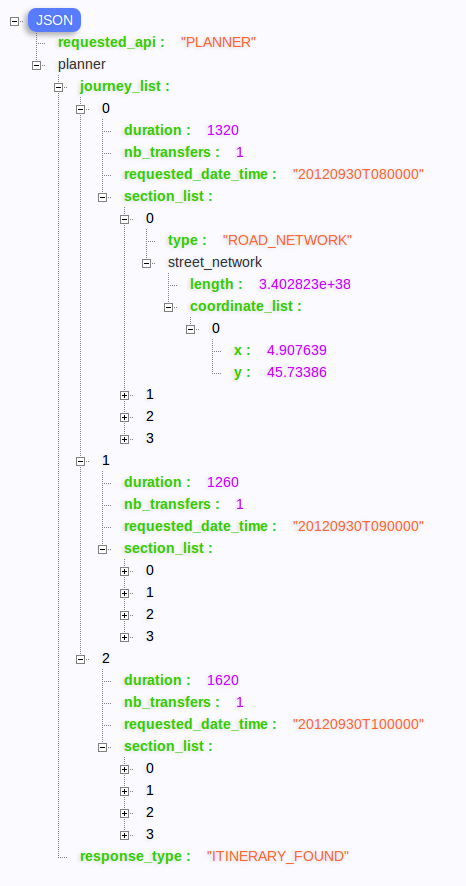 JSON
requested_api : "PLANNER"
planner
journey_list :
0
duration : 1320
nb_transfers : 1
requested_date_time : "20120930T080000"
section_list :
0
type : "ROAD_NETWORK"
street_network
length : 3.402823e+38
coordinate_list :
0
x : 4.907639
y : 45.73386
1
2
3
1
duration : 1260
nb_transfers : 1
requested_date_time : "20120930T090000"
section_list :
0
1
2
3
2
duration : 1620
nb_transfers : 1
requested_date_time : "20120930T100000"
section_list :
0
1
2
3
response_type : "ITINERARY_FOUND"